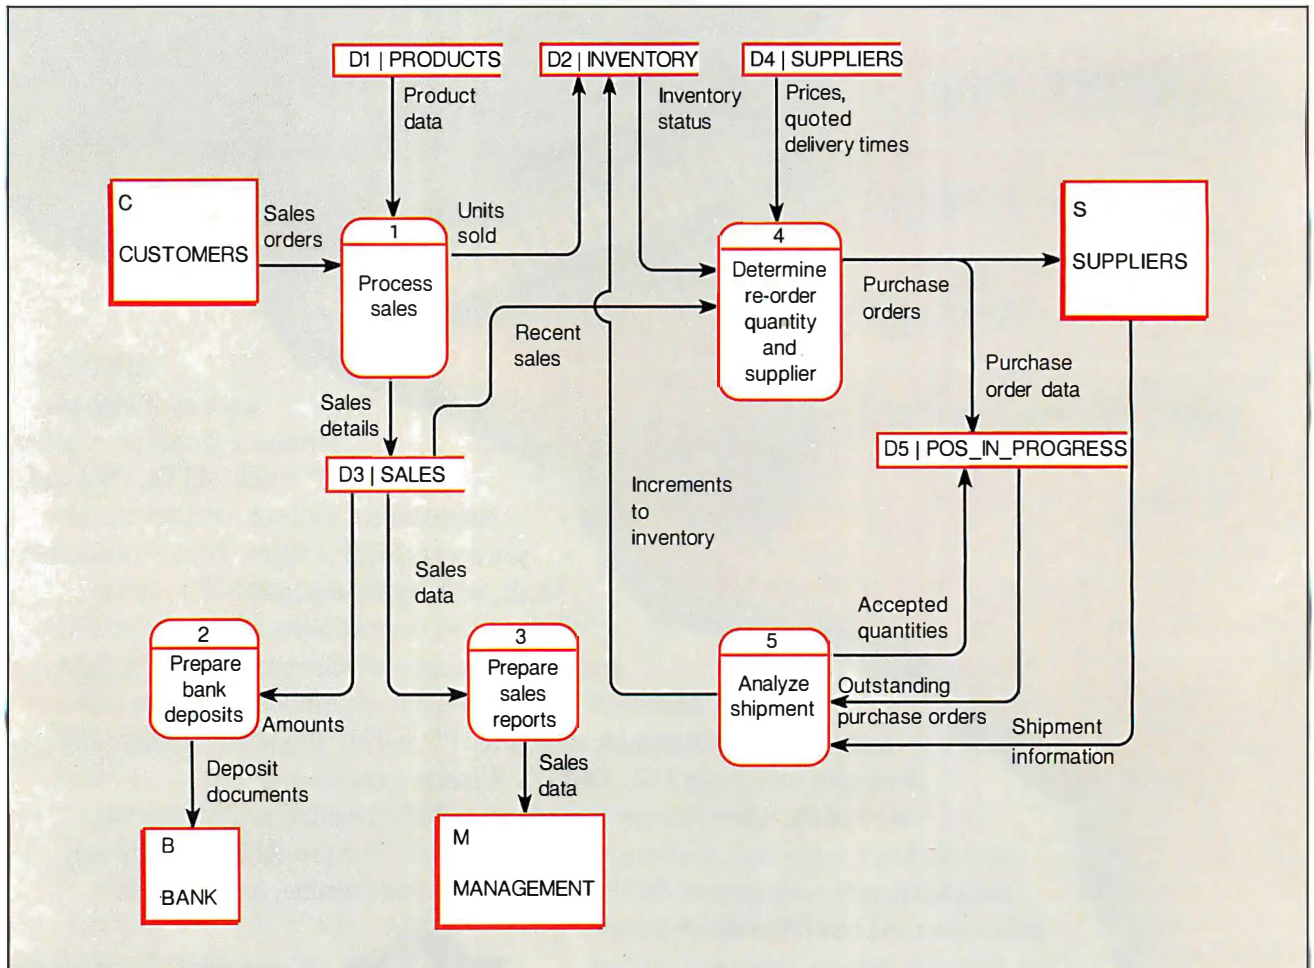 D1 | PRODUCTS
D2 | INVENTORY
D4 | SUPPLIERS
Product
data
Inventory
status
Prices,
quoted
delivery times
C
CUSTOMERS
Sales
orders
1
Process
sales
Units
sold
4
Determine
re-order
quantity
and
supplier
S
SUPPLIERS
Purchase
orders
Recent
sales
Purchase
order data
Sales
details
D3 | SALES
D5 | POS_IN_PROGRESS
Increments
to
inventory
Sales
data
Accepted
quantities
2
Prepare
bank
deposits
3
Prepare
sales
reports
5
Analyze
shipment
Outstanding
purchase orders
Amounts
Shipment
information
Deposit
documents
Sales
data
B
BANK
M
MANAGEMENT